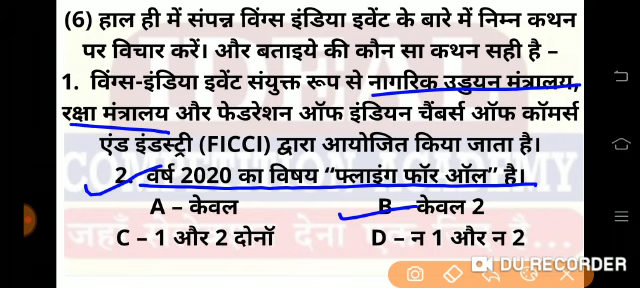 (6) हाल ही में संपन्न विंग्स इंडिया इवेंट के बारे में निम्न कथन
पर विचार करें। और बताइये की कौन सा कथन सही है –
1. विंग्स-इंडिया इवेंट संयुक्त रूप से नागरिक उड्डयन मंत्रालय,
रक्षा मंत्रालय और फेडरेशन ऑफ इंडियन चैंबर्स ऑफ कॉमर्स
एंड इंडस्ट्री (FICCI) द्वारा आयोजित किया जाता है।
2. वर्ष 2020 का विषय “फ्लाइंग फॉर ऑल” है।
A – केवल
B – केवल 2
C – 1 और 2 दोनों
D – न 1 और न 2
DU RECORDER